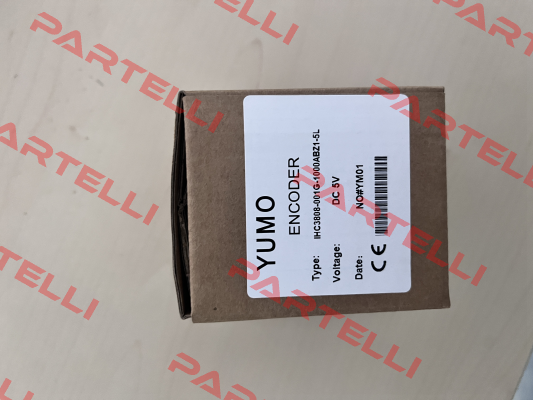 YUMO
ENCODER
Type: IHC3808-001G-1000ABZ1-5L
Voltage: DC 5V
Date: NO#YM01
CE
PARTELLI
PARTELLI
PARTELLI
PARTELLI
PARTELLI
PARTELLI